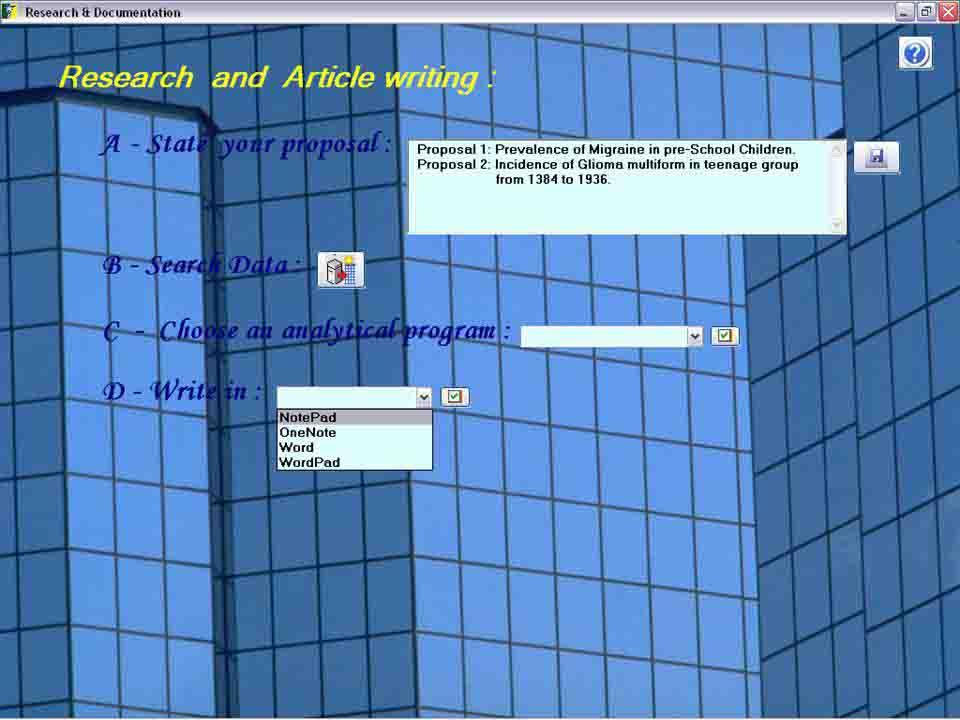 Research & Documentation
Research and Article writing :
A - State your proposal :
Proposal 1: Prevalence of Migraine in pre-School Children.
Proposal 2: Incidence of Glioma multiform in teenage group
from 1384 to 1936.
B - Search Data :
C - Choose an analytical program :
D - Write in :
NotePad
OneNote
Word
WordPad